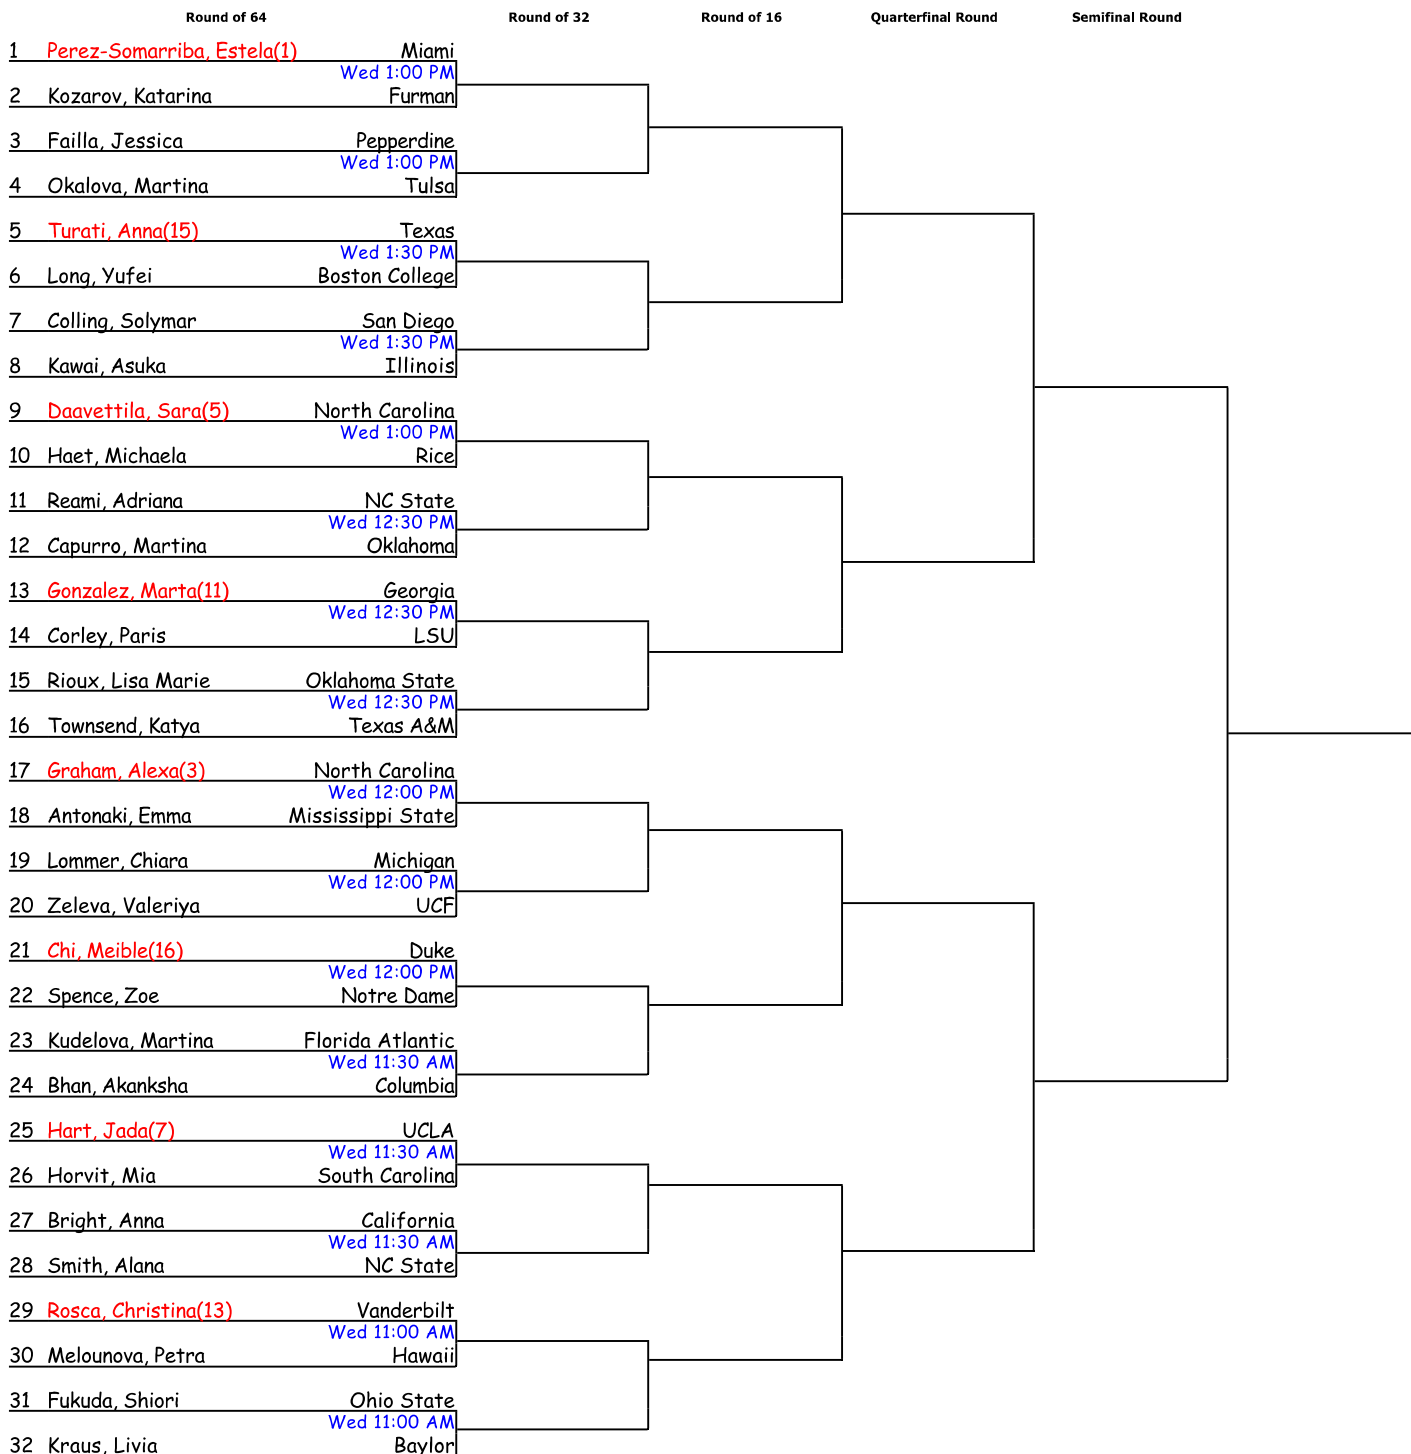 Round of 64 Round of 32 Round of 16 Quarterfinal Round Semifinal Round
1 Perez-Somarriba, Estela(1) Miami
Wed 1:00 PM
2 Kozarov, Katarina Furman
3 Failla, Jessica Pepperdine
Wed 1:00 PM
4 Okalova, Martina Tulsa
5 Turati, Anna(15) Texas
Wed 1:30 PM
6 Long, Yufei Boston College
7 Colling, Solymar San Diego
Wed 1:30 PM
8 Kawai, Asuka Illinois
9 Daavettila, Sara(5) North Carolina
Wed 1:00 PM
10 Haet, Michaela Rice
11 Reami, Adriana NC State
Wed 12:30 PM
12 Capurro, Martina Oklahoma
13 Gonzalez, Marta(11) Georgia
Wed 12:30 PM
14 Corley, Paris LSU
15 Rioux, Lisa Marie Oklahoma State
Wed 12:30 PM
16 Townsend, Katya Texas A&M
17 Graham, Alexa(3) North Carolina
Wed 12:00 PM
18 Antonaki, Emma Mississippi State
19 Lommer, Chiara Michigan
Wed 12:00 PM
20 Zeleva, Valeriya UCF
21 Chi, Meible(16) Duke
Wed 12:00 PM
22 Spence, Zoe Notre Dame
23 Kudelova, Martina Florida Atlantic
Wed 11:30 AM
24 Bhan, Akanksha Columbia
25 Hart, Jada(7) UCLA
Wed 11:30 AM
26 Horvit, Mia South Carolina
27 Bright, Anna California
Wed 11:30 AM
28 Smith, Alana NC State
29 Rosca, Christina(13) Vanderbilt
Wed 11:00 AM
30 Melounova, Petra Hawaii
31 Fukuda, Shiori Ohio State
Wed 11:00 AM
32 Kraus, Livia Baylor